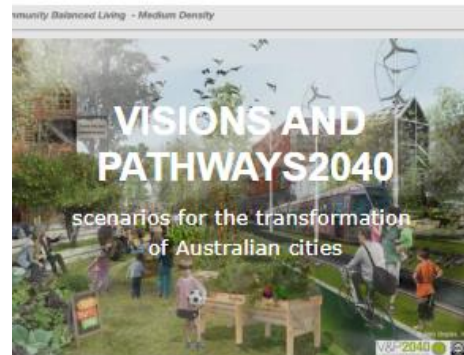 mmunity Balanced Living - Medium Density
VISIONS AND
PATHWAYS2040
scenarios for the transformation
of Australian cities
V&P2040